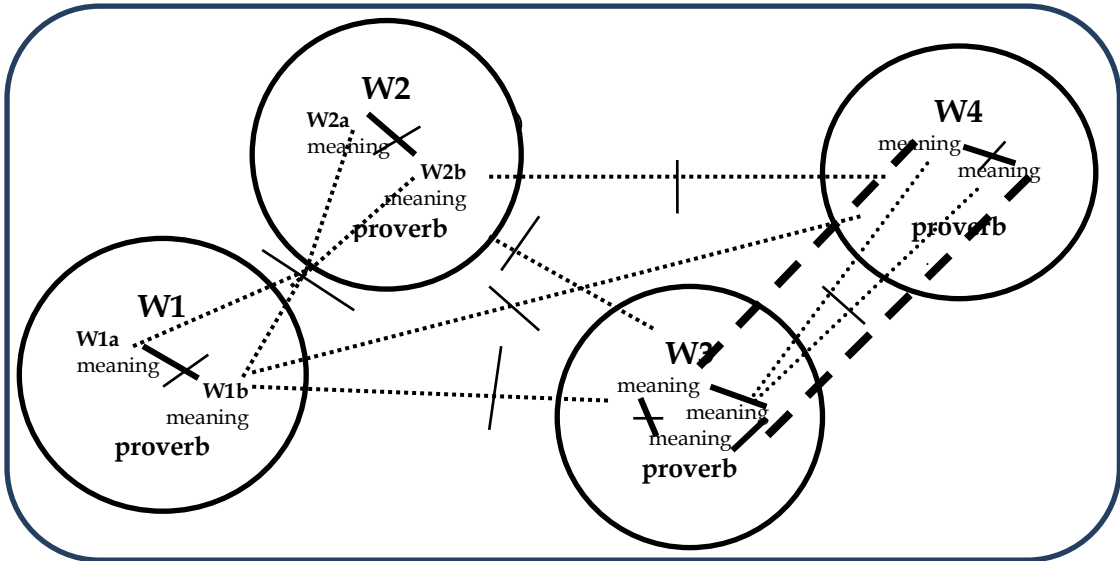 W2
W2a
meaning
W2b
meaning
proverb
W4
meaning
meaning
proverb
W1
W1a
meaning
W1b
meaning
proverb
W3
meaning
meaning
meaning
proverb